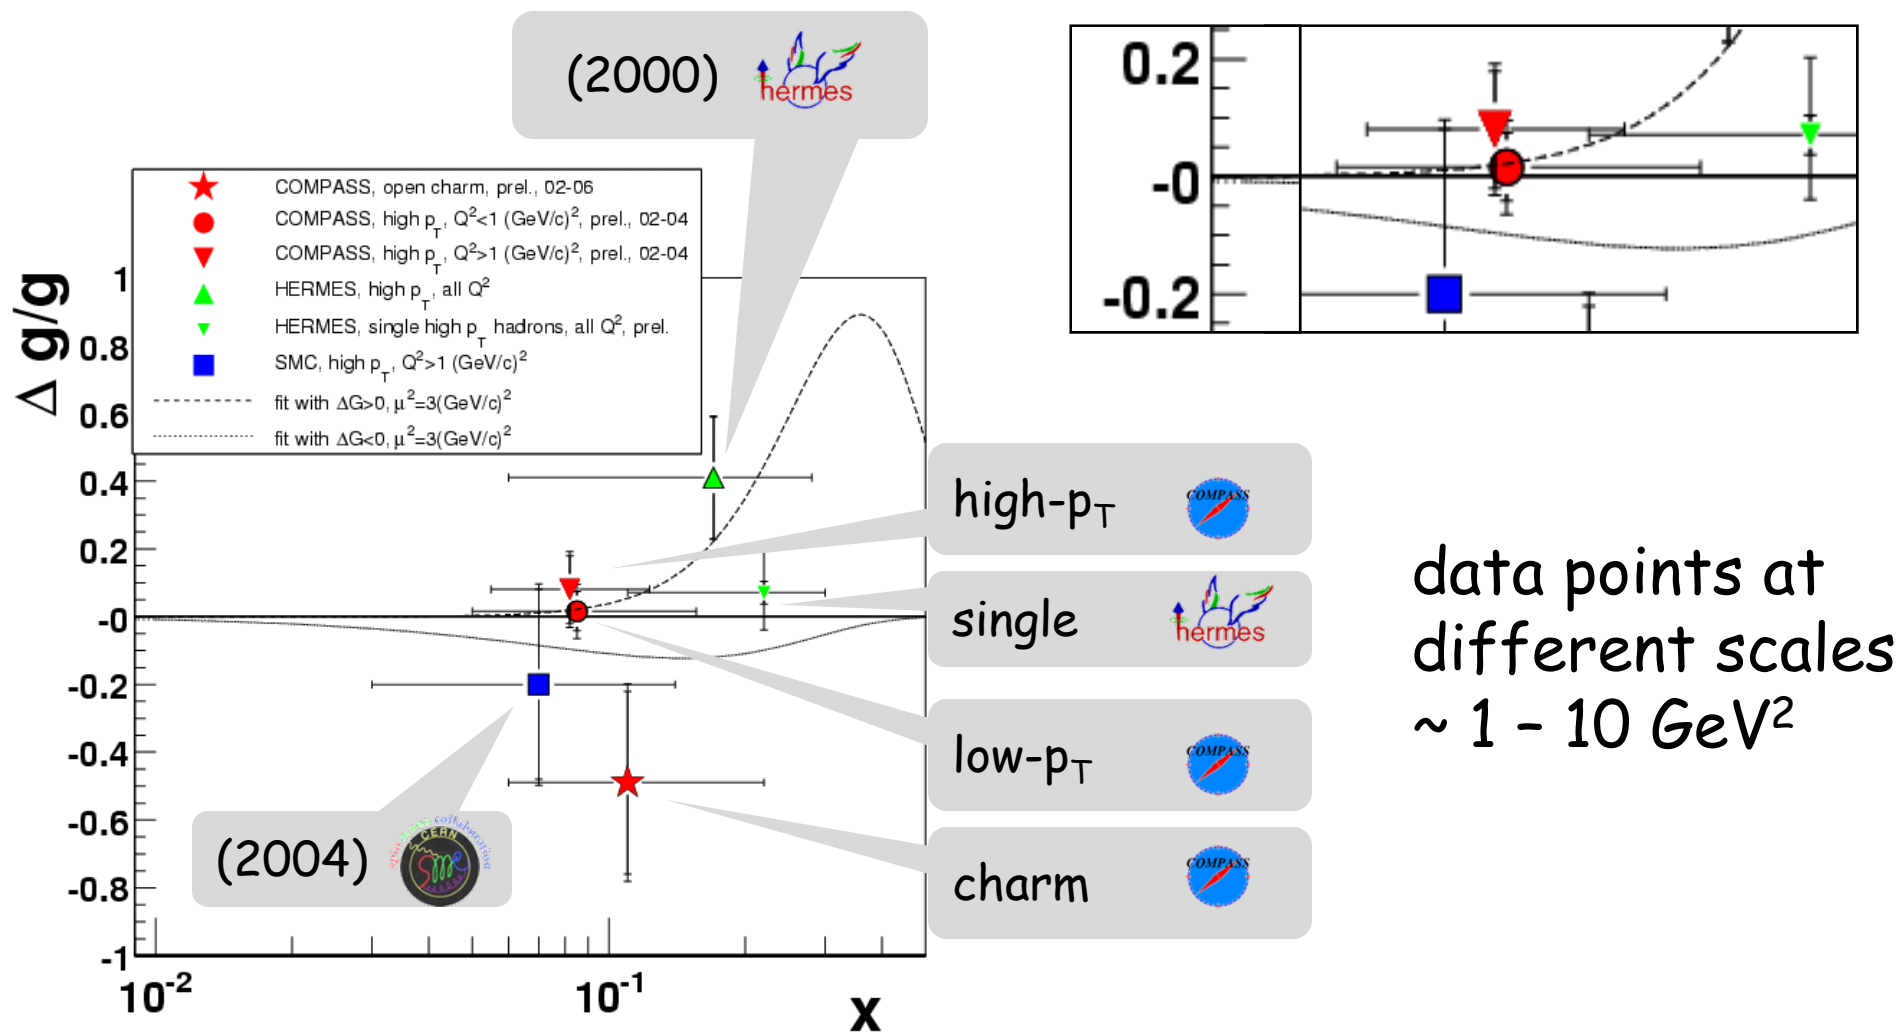 (2000) hermes
COMPASS, open charm, prel., 02-06
COMPASS, high p_T, Q²<1 (GeV/c)², prel., 02-04
COMPASS, high p_T, Q²>1 (GeV/c)², prel., 02-04
HERMES, high p_T, all Q²
HERMES, single high p_T hadrons, all Q², prel.
SMC, high p_T, Q²>1 (GeV/c)²
fit with ΔG>0, μ²=3(GeV/c)²
fit with ΔG<0, μ²=3(GeV/c)²
Δ g/g
1
0.8
0.6
0.4
0.2
-0
-0.2
-0.4
-0.6
-0.8
-1
10⁻²
10⁻¹
x
0.2
-0
-0.2
high-p_T COMPASS
single hermes
low-p_T COMPASS
charm COMPASS
(2004)
collaboration
CERN
SMC
data points at
different scales
~ 1 – 10 GeV²